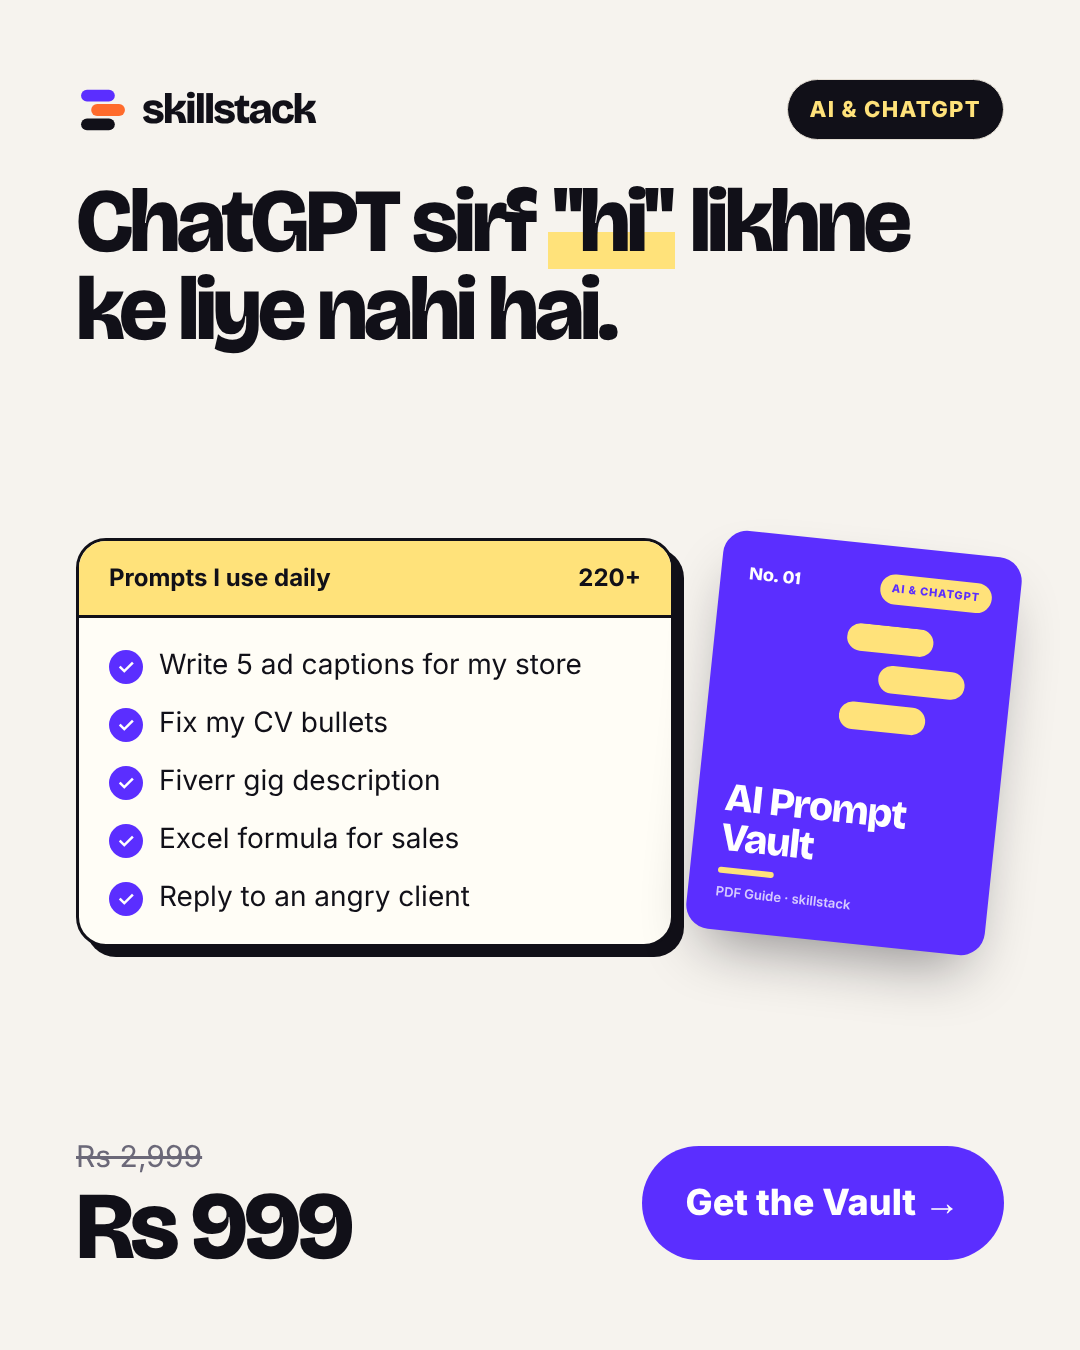 skillstack
AI & CHATGPT
ChatGPT sirf "hi" likhne
ke liye nahi hai.
Prompts I use daily
220+
Write 5 ad captions for my store
Fix my CV bullets
Fiverr gig description
Excel formula for sales
Reply to an angry client
No. 01
AI & CHATGPT
AI Prompt
Vault
PDF Guide · skillstack
Rs 2,999
Rs 999
Get the Vault →